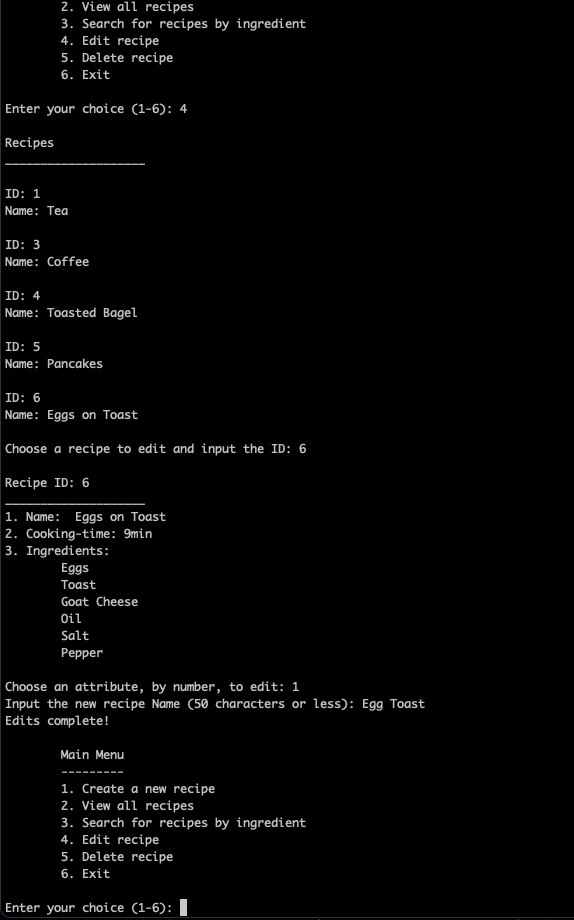 2. View all recipes
3. Search for recipes by ingredient
4. Edit recipe
5. Delete recipe
6. Exit
Enter your choice (1-6): 4
Recipes
____________________
ID: 1
Name: Tea
ID: 3
Name: Coffee
ID: 4
Name: Toasted Bagel
ID: 5
Name: Pancakes
ID: 6
Name: Eggs on Toast
Choose a recipe to edit and input the ID: 6
Recipe ID: 6
____________________
1. Name:  Eggs on Toast
2. Cooking-time: 9min
3. Ingredients:
Eggs
Toast
Goat Cheese
Oil
Salt
Pepper
Choose an attribute, by number, to edit: 1
Input the new recipe Name (50 characters or less): Egg Toast
Edits complete!
Main Menu
---------
1. Create a new recipe
2. View all recipes
3. Search for recipes by ingredient
4. Edit recipe
5. Delete recipe
6. Exit
Enter your choice (1-6):